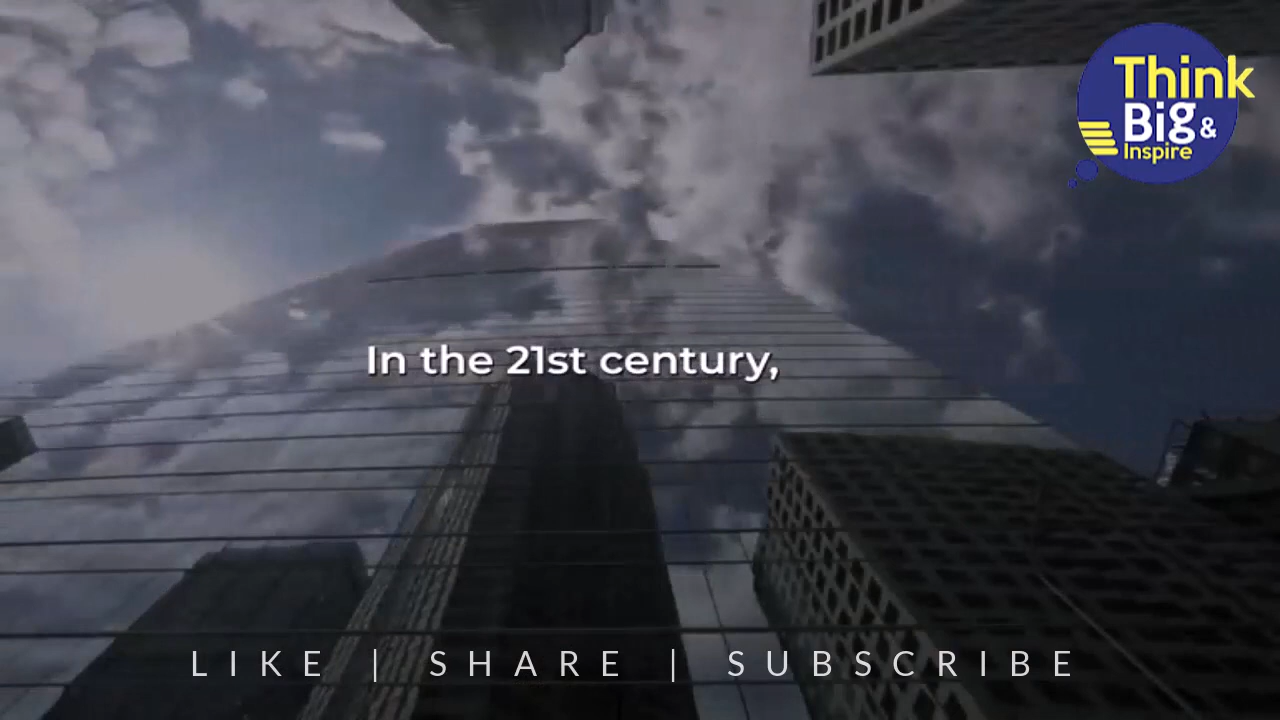 Think
Big &
Inspire
In the 21st century,
LIKE | SHARE | SUBSCRIBE